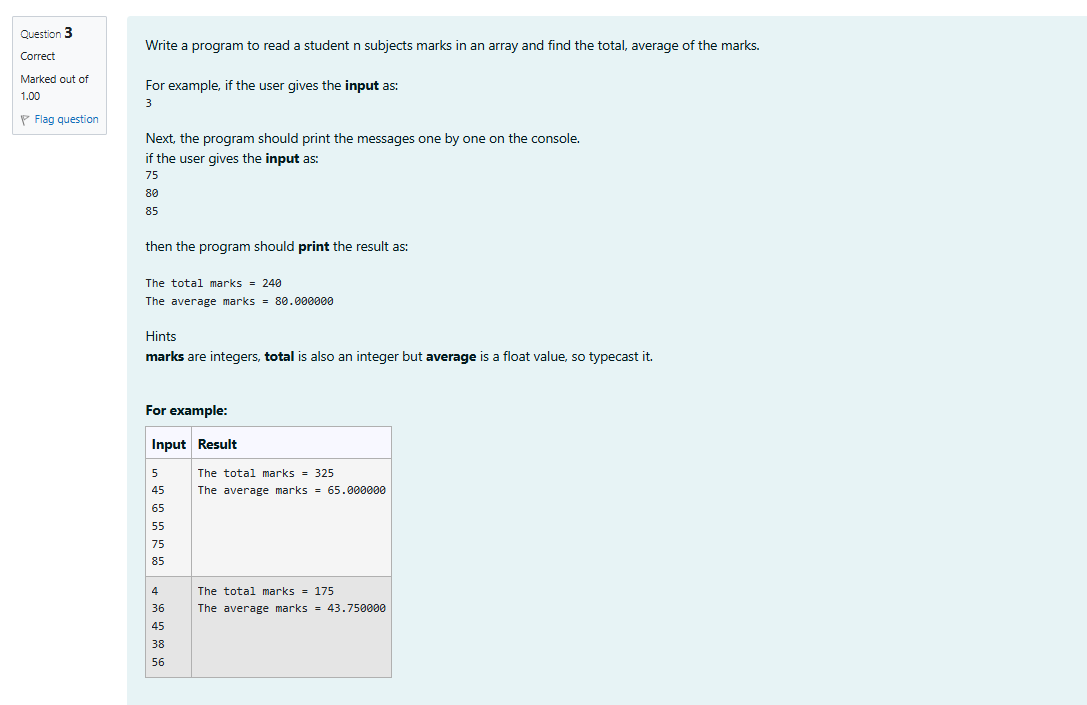 Question 3
Correct
Marked out of
1.00
Flag question
Write a program to read a student n subjects marks in an array and find the total, average of the marks.
For example, if the user gives the input as:
3
Next, the program should print the messages one by one on the console.
if the user gives the input as:
75
80
85
then the program should print the result as:
The total marks = 240
The average marks = 80.000000
Hints
marks are integers, total is also an integer but average is a float value, so typecast it.
For example:
Input Result
5 The total marks = 325
45 The average marks = 65.000000
65
55
75
85
4 The total marks = 175
36 The average marks = 43.750000
45
38
56